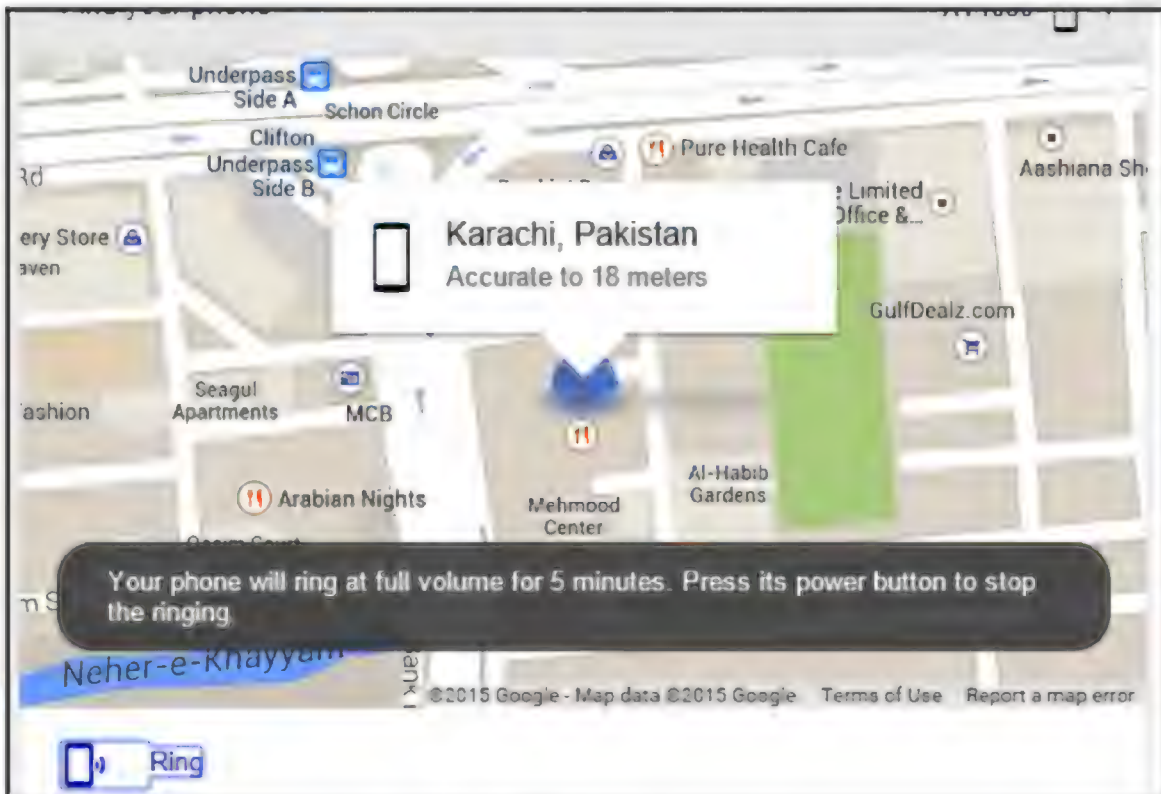 Underpass
Side A
Schon Circle
Clifton
Underpass
Side B
Pure Health Cafe
Aashiana Sh
Rd
e Limited
Office &...
ery Store
aven
Karachi, Pakistan
Accurate to 18 meters
GulfDealz.com
Seagul
Apartments
MCB
ashion
Al-Habib
Gardens
Arabian Nights
Mehmood
Center
Your phone will ring at full volume for 5 minutes. Press its power button to stop
the ringing.
m S
Neher-e-Khayyam
Bank
©2015 Google - Map data ©2015 Google Terms of Use Report a map error
Ring